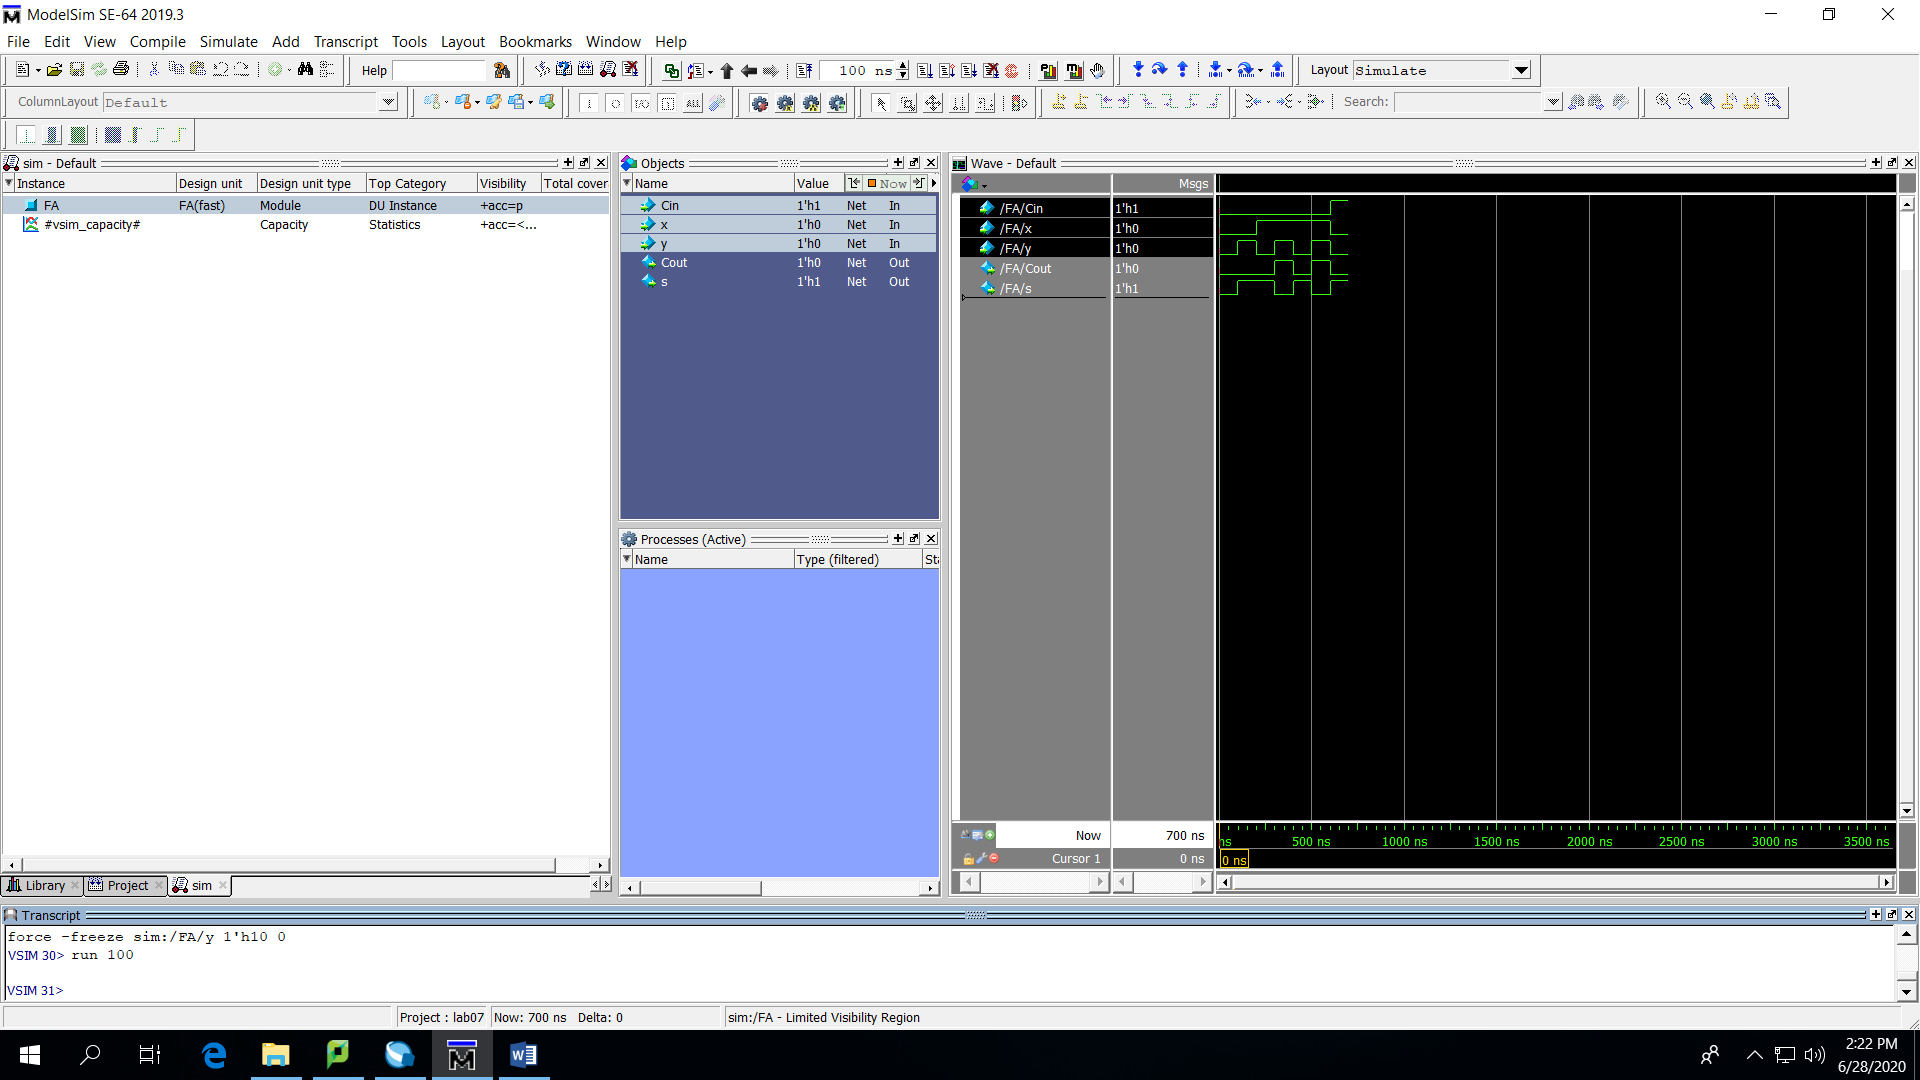 ModelSim SE-64 2019.3
File Edit View Compile Simulate Add Transcript Tools Layout Bookmarks Window Help
Help
100 ns
Layout Simulate
ColumnLayout Default
I/O
ALL
Search:
sim - Default
Instance Design unit Design unit type Top Category Visibility Total cover
FA FA(fast) Module DU Instance +acc=p
#vsim_capacity# Capacity Statistics +acc=<...
Library Project sim
Objects
Name Value Now
Cin 1'h1 Net In
x 1'h0 Net In
y 1'h0 Net In
Cout 1'h0 Net Out
s 1'h1 Net Out
Processes (Active)
Name Type (filtered) Sta
Wave - Default
Msgs
/FA/Cin 1'h1
/FA/x 1'h0
/FA/y 1'h0
/FA/Cout 1'h0
/FA/s 1'h1
Now 700 ns
ns 500 ns 1000 ns 1500 ns 2000 ns 2500 ns 3000 ns 3500 ns
Cursor 1 0 ns
0 ns
Transcript
force -freeze sim:/FA/y 1'h10 0
VSIM 30> run 100
VSIM 31>
Project : lab07 Now: 700 ns Delta: 0 sim:/FA - Limited Visibility Region
2:22 PM
6/28/2020